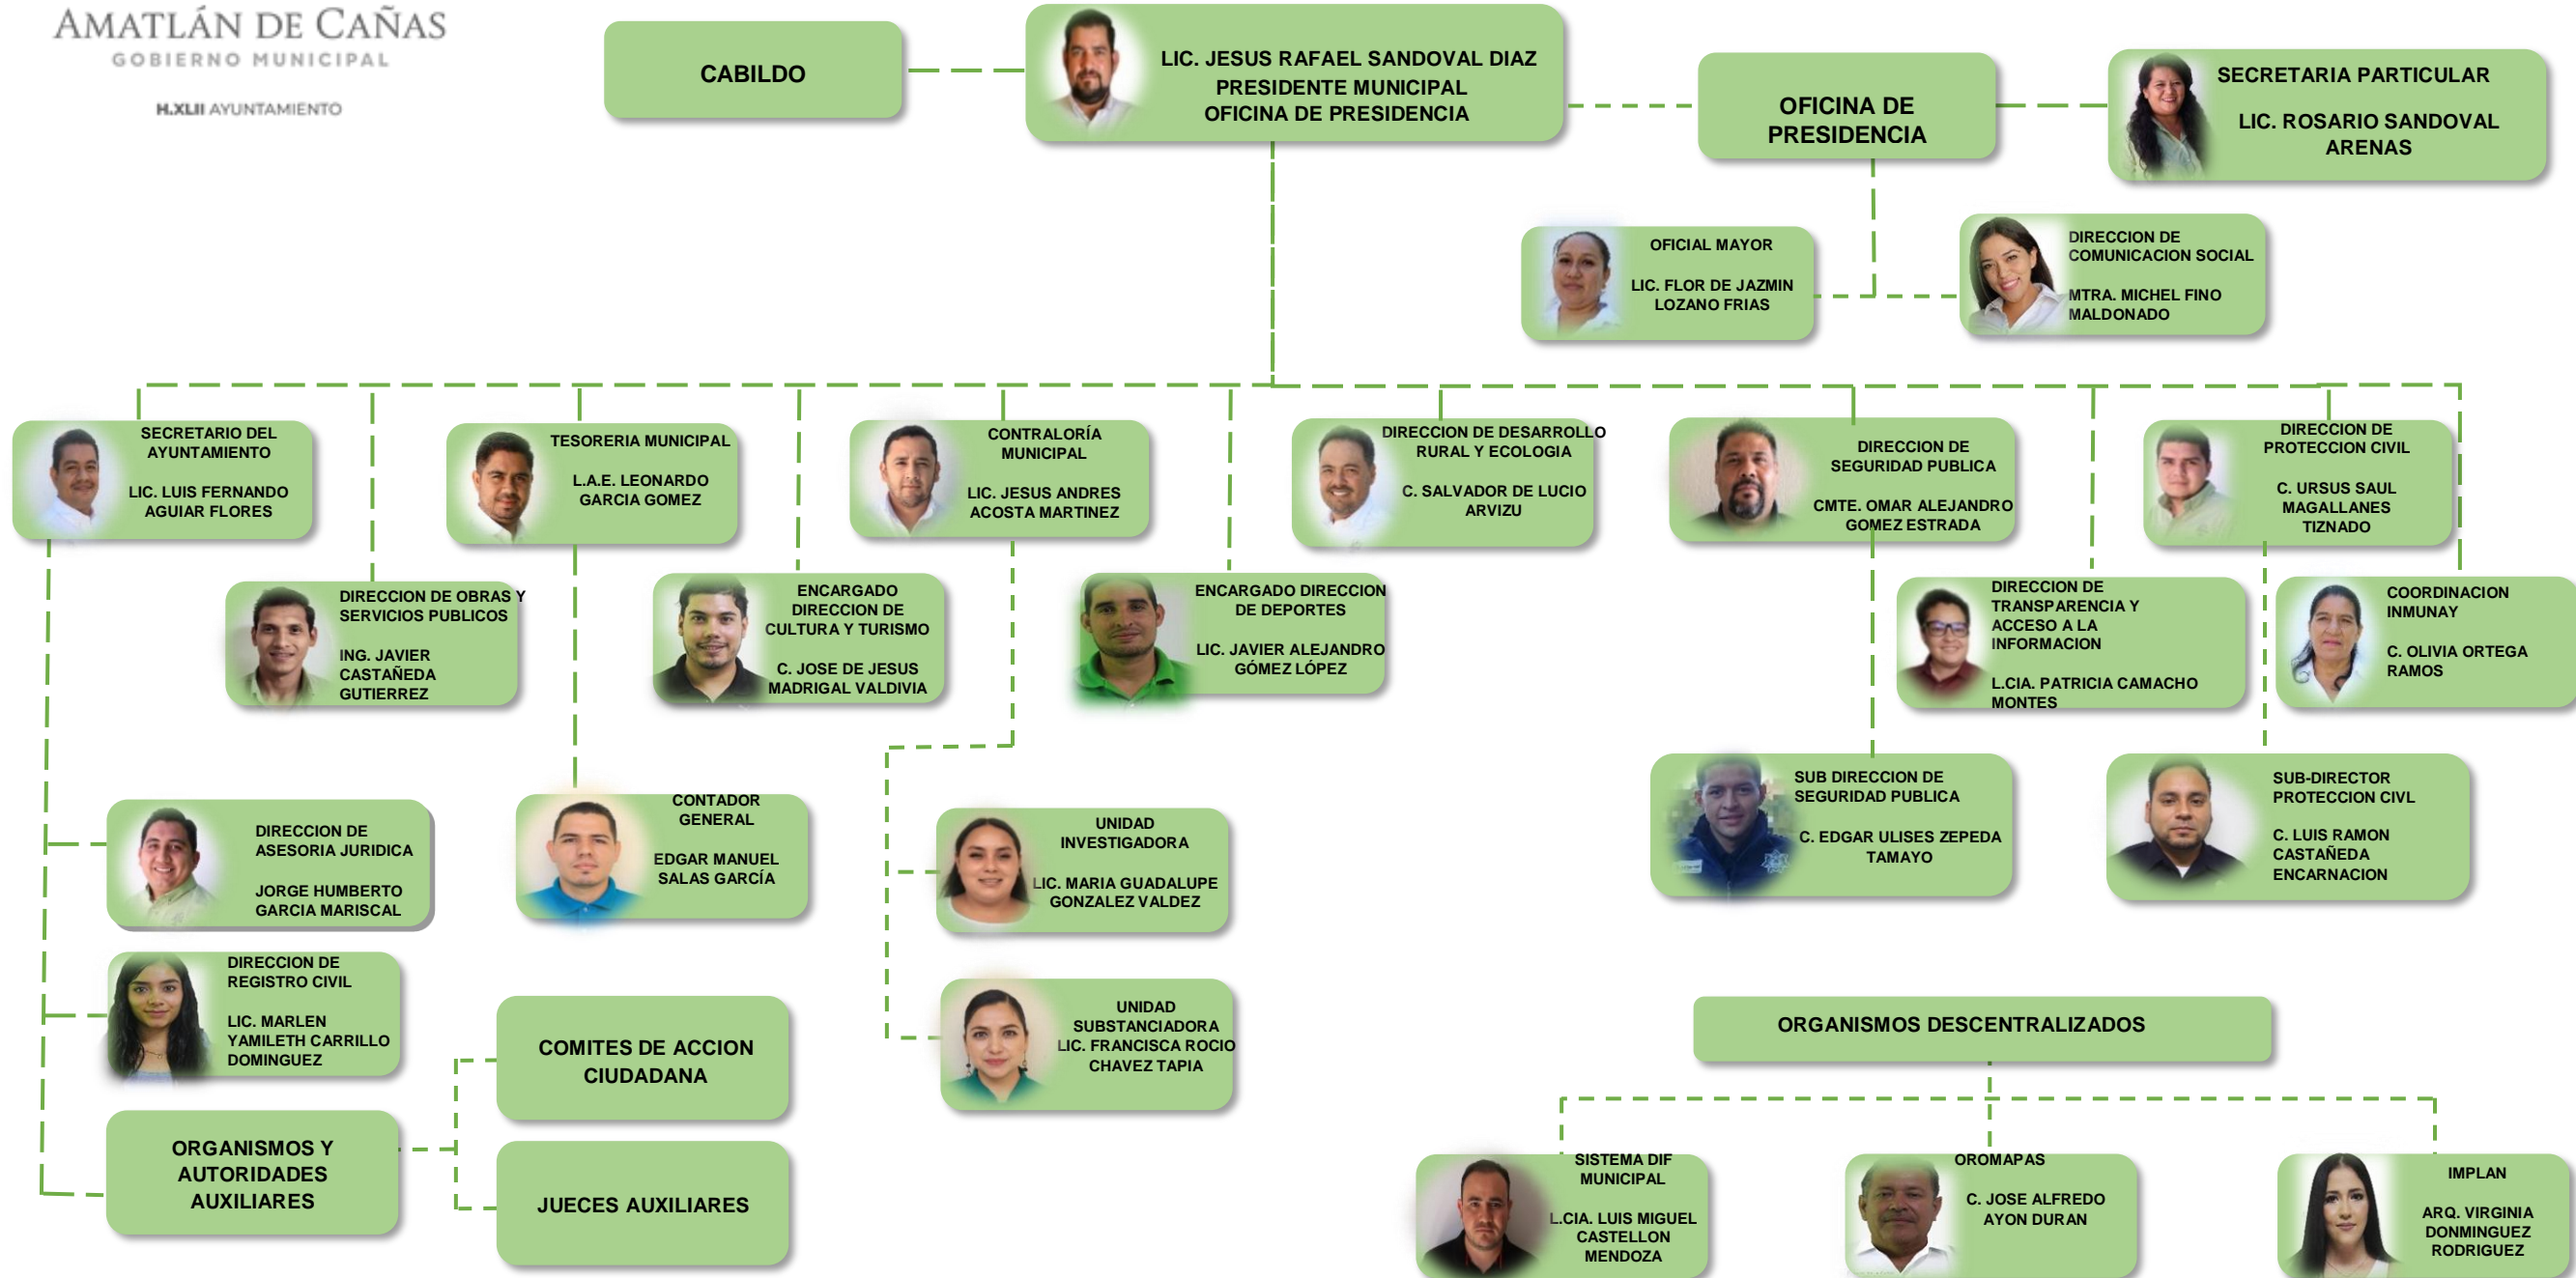 AMATLÁN DE CAÑAS
GOBIERNO MUNICIPAL
H.XLII AYUNTAMIENTO
CABILDO
LIC. JESUS RAFAEL SANDOVAL DIAZ
PRESIDENTE MUNICIPAL
OFICINA DE PRESIDENCIA
OFICINA DE
PRESIDENCIA
SECRETARIA PARTICULAR
LIC. ROSARIO SANDOVAL
ARENAS
OFICIAL MAYOR
LIC. FLOR DE JAZMIN
LOZANO FRIAS
DIRECCION DE
COMUNICACION SOCIAL
MTRA. MICHEL FINO
MALDONADO
SECRETARIO DEL
AYUNTAMIENTO
LIC. LUIS FERNANDO
AGUIAR FLORES
TESORERIA MUNICIPAL
L.A.E. LEONARDO
GARCIA GOMEZ
CONTRALORÍA
MUNICIPAL
LIC. JESUS ANDRES
ACOSTA MARTINEZ
DIRECCION DE DESARROLLO
RURAL Y ECOLOGIA
C. SALVADOR DE LUCIO
ARVIZU
DIRECCION DE
SEGURIDAD PUBLICA
CMTE. OMAR ALEJANDRO
GOMEZ ESTRADA
DIRECCION DE
PROTECCION CIVIL
C. URSUS SAUL
MAGALLANES
TIZNADO
DIRECCION DE OBRAS Y
SERVICIOS PUBLICOS
ING. JAVIER
CASTAÑEDA
GUTIERREZ
ENCARGADO
DIRECCION DE
CULTURA Y TURISMO
C. JOSE DE JESUS
MADRIGAL VALDIVIA
ENCARGADO DIRECCION
DE DEPORTES
LIC. JAVIER ALEJANDRO
GÓMEZ LÓPEZ
DIRECCION DE
TRANSPARENCIA Y
ACCESO A LA
INFORMACION
L.CIA. PATRICIA CAMACHO
MONTES
COORDINACION
INMUNAY
C. OLIVIA ORTEGA
RAMOS
DIRECCION DE
ASESORIA JURIDICA
JORGE HUMBERTO
GARCIA MARISCAL
CONTADOR
GENERAL
EDGAR MANUEL
SALAS GARCÍA
UNIDAD
INVESTIGADORA
LIC. MARIA GUADALUPE
GONZALEZ VALDEZ
SUB DIRECCION DE
SEGURIDAD PUBLICA
C. EDGAR ULISES ZEPEDA
TAMAYO
SUB-DIRECTOR
PROTECCION CIVL
C. LUIS RAMON
CASTAÑEDA
ENCARNACION
DIRECCION DE
REGISTRO CIVIL
LIC. MARLEN
YAMILETH CARRILLO
DOMINGUEZ
COMITES DE ACCION
CIUDADANA
UNIDAD
SUBSTANCIADORA
LIC. FRANCISCA ROCIO
CHAVEZ TAPIA
ORGANISMOS DESCENTRALIZADOS
ORGANISMOS Y
AUTORIDADES
AUXILIARES
JUECES AUXILIARES
SISTEMA DIF
MUNICIPAL
L.CIA. LUIS MIGUEL
CASTELLON
MENDOZA
OROMAPAS
C. JOSE ALFREDO
AYON DURAN
IMPLAN
ARQ. VIRGINIA
DONMINGUEZ
RODRIGUEZ